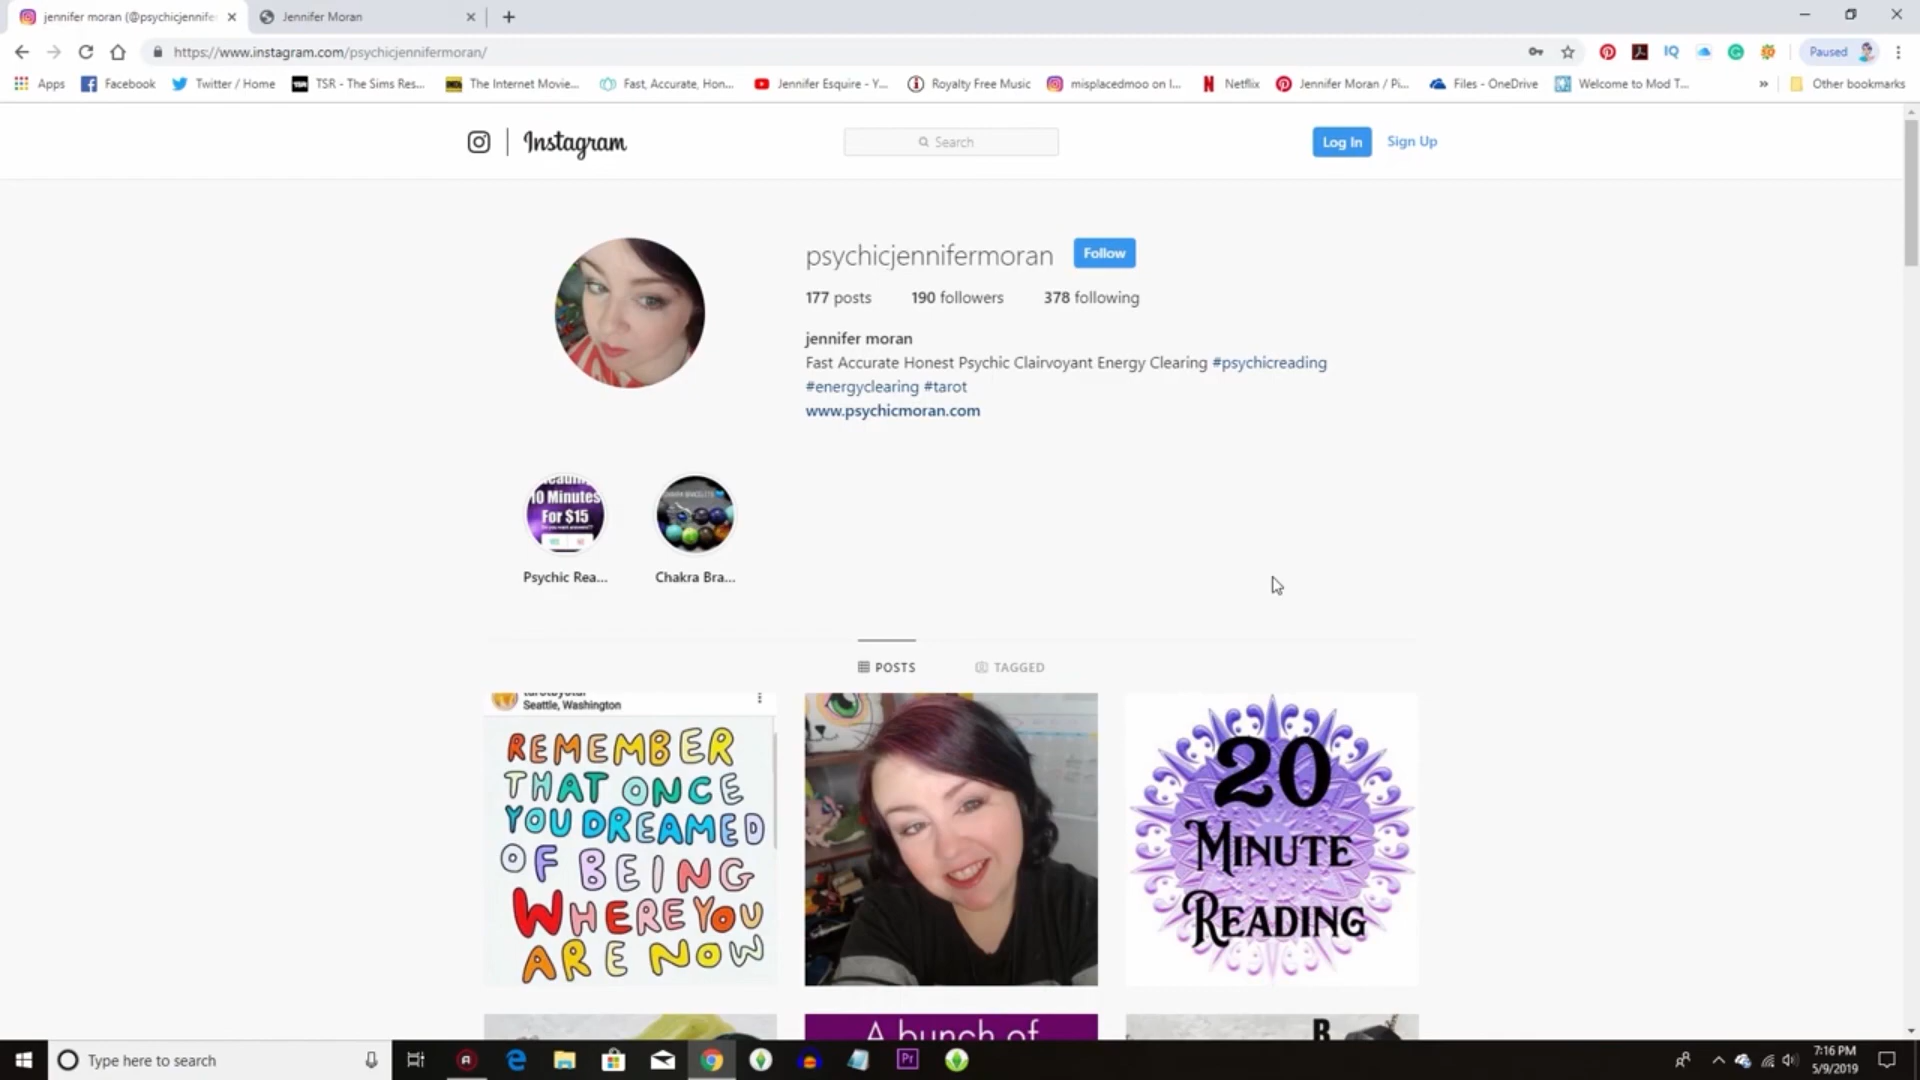 jennifer moran (@psychicjennifer
Jennifer Moran
https://www.instagram.com/psychicjennifermoran/
Paused
Apps
Facebook
Twitter / Home
TSR - The Sims Res...
The Internet Movie...
Fast, Accurate, Hon...
Jennifer Esquire - Y...
Royalty Free Music
misplacedmoo on I...
Netflix
Jennifer Moran / Pi...
Files - OneDrive
Welcome to Mod T...
»
Other bookmarks
Instagram
Search
Log In
Sign Up
psychicjennifermoran
Follow
177 posts
190 followers
378 following
jennifer moran
Fast Accurate Honest Psychic Clairvoyant Energy Clearing #psychicreading
#energyclearing #tarot
www.psychicmoran.com
10 Minutes
For $15
Psychic Rea...
Chakra Bra...
POSTS
TAGGED
Seattle, Washington
REMEMBER
THAT ONCE
YOU DREAMED
OF BEING
WHERE YOU
ARE NOW
20
MINUTE
READING
A bunch of
Type here to search
7:16 PM
5/9/2019